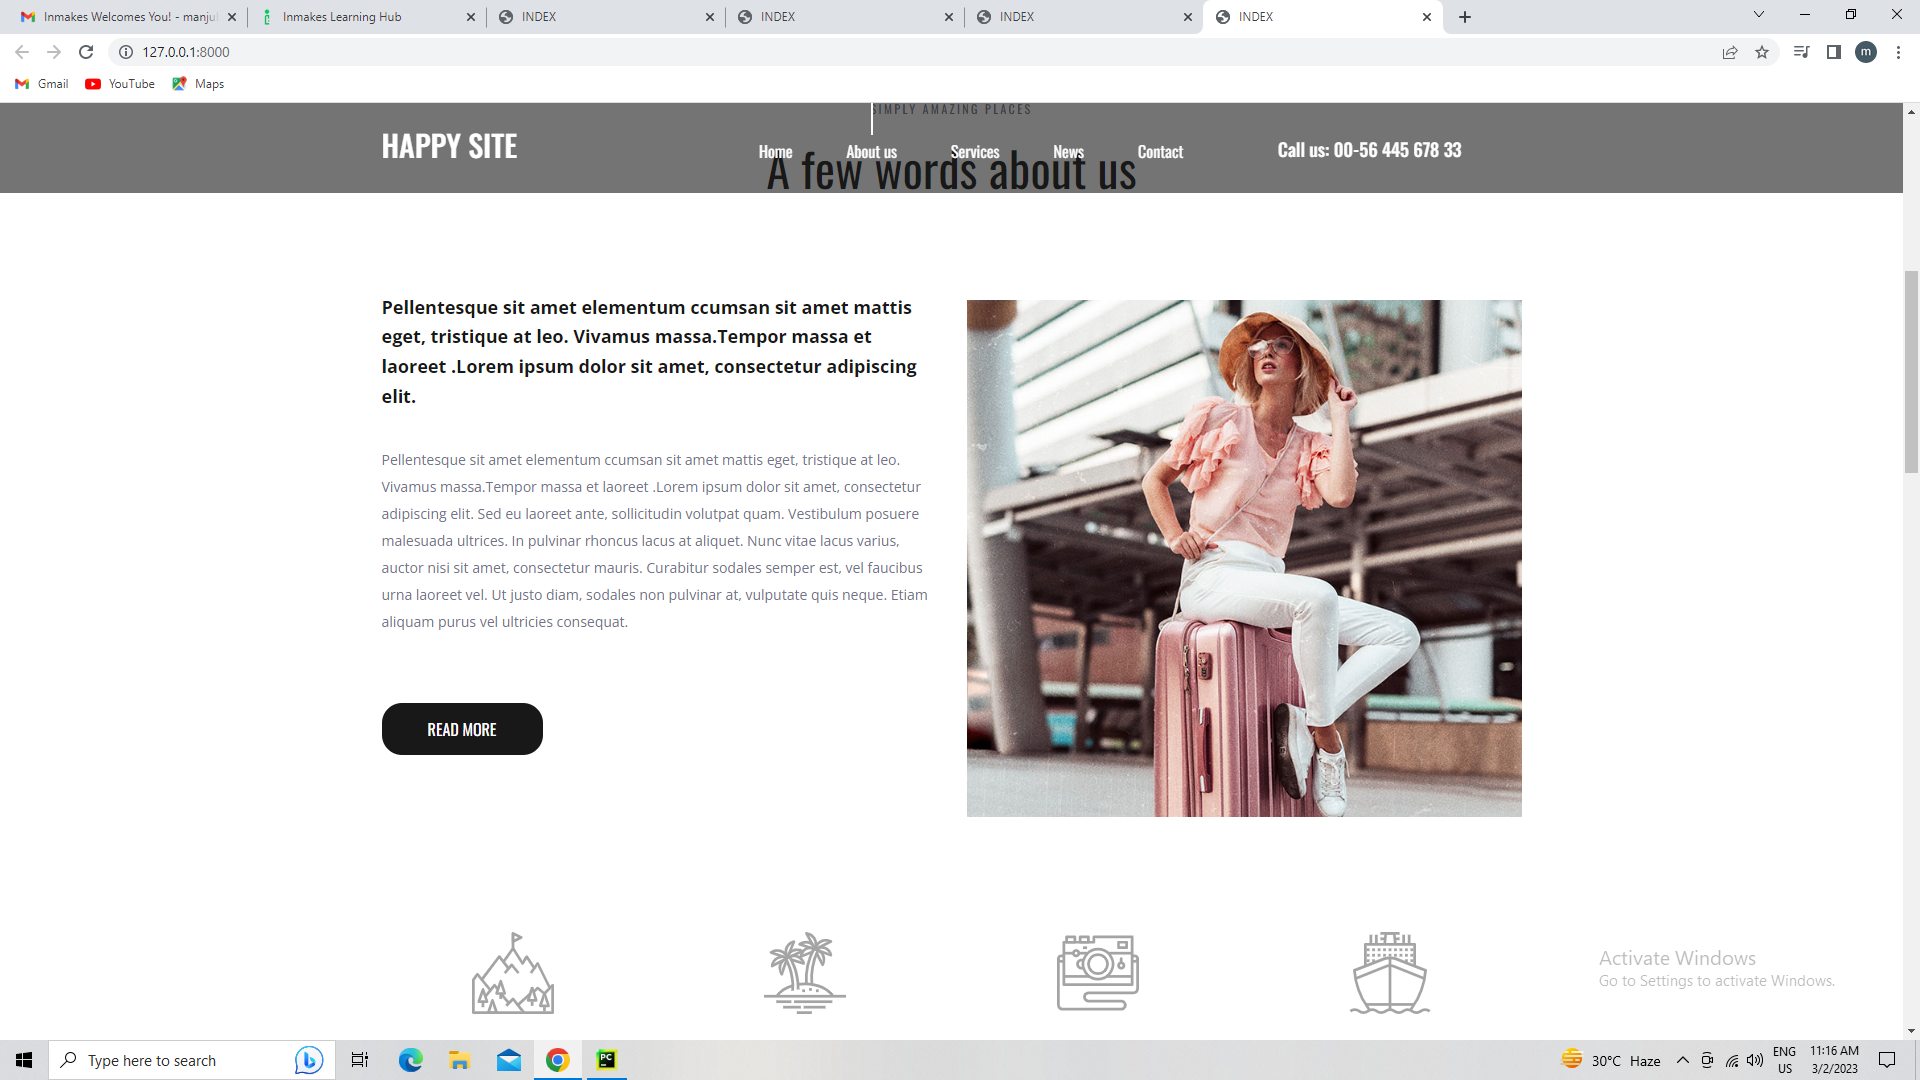 Inmakes Welcomes You! - manju
Inmakes Learning Hub
INDEX
INDEX
INDEX
INDEX
127.0.0.1:8000
m
Gmail
YouTube
Maps
SIMPLY AMAZING PLACES
HAPPY SITE
Home
About us
Services
News
Contact
Call us: 00-56 445 678 33
A few words about us
Pellentesque sit amet elementum ccumsan sit amet mattis
eget, tristique at leo. Vivamus massa.Tempor massa et
laoreet .Lorem ipsum dolor sit amet, consectetur adipiscing
elit.
Pellentesque sit amet elementum ccumsan sit amet mattis eget, tristique at leo.
Vivamus massa.Tempor massa et laoreet .Lorem ipsum dolor sit amet, consectetur
adipiscing elit. Sed eu laoreet ante, sollicitudin volutpat quam. Vestibulum posuere
malesuada ultrices. In pulvinar rhoncus lacus at aliquet. Nunc vitae lacus varius,
auctor nisi sit amet, consectetur mauris. Curabitur sodales semper est, vel faucibus
urna laoreet vel. Ut justo diam, sodales non pulvinar at, vulputate quis neque. Etiam
aliquam purus vel ultricies consequat.
READ MORE
Activate Windows
Go to Settings to activate Windows.
Type here to search
PC
30°C Haze
ENG
US
11:16 AM
3/2/2023